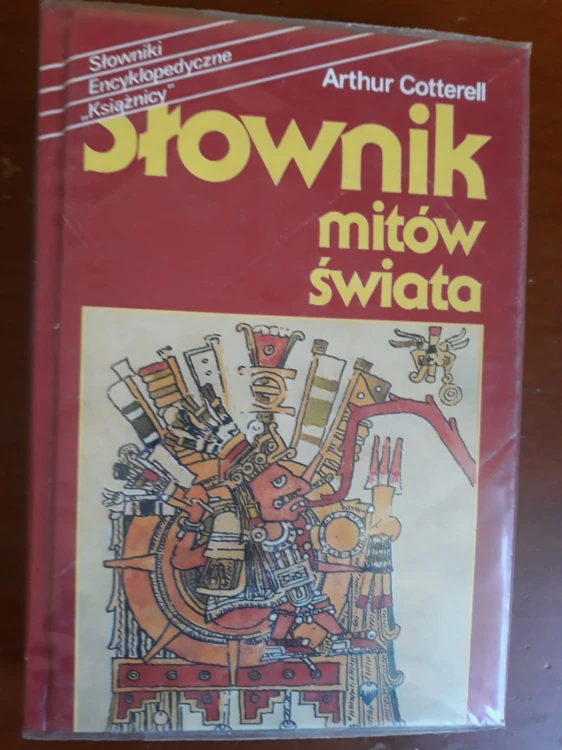 Słowniki
Encyklopedyczne
„Książnicy"
Arthur Cotterell
Słownik
mitów
świata